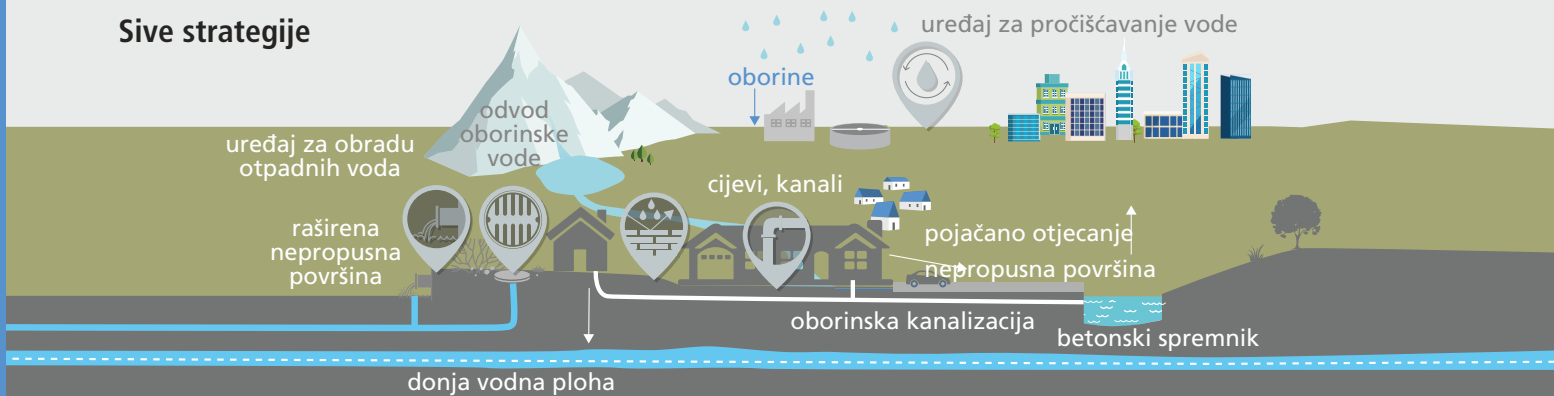 Sive strategije
uređaj za pročišćavanje vode
oborine
odvod
oborinske
vode
uređaj za obradu
otpadnih voda
cijevi, kanali
raširena
nepropusna
površina
pojačano otjecanje
nepropusna površina
oborinska kanalizacija
betonski spremnik
donja vodna ploha